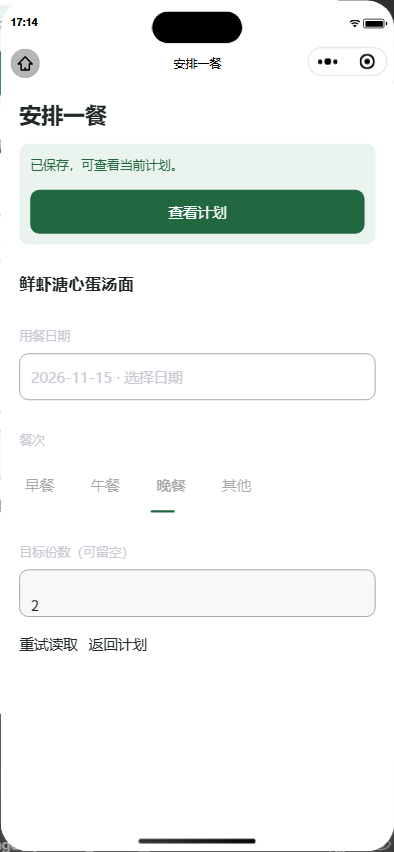 17:14
安排一餐
安排一餐
已保存，可查看当前计划。
查看计划
鲜虾溏心蛋汤面
用餐日期
2026-11-15 · 选择日期
餐次
早餐 午餐 晚餐 其他
目标份数（可留空）
2
重试读取 返回计划